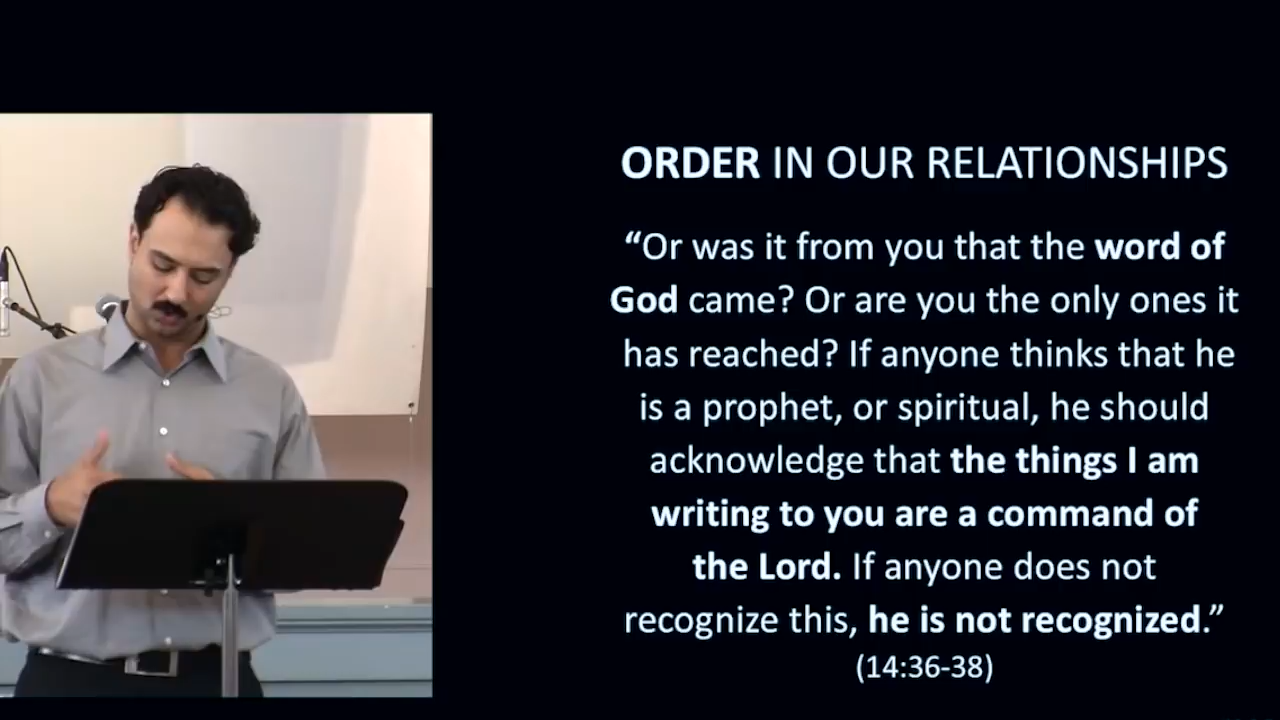 ORDER IN OUR RELATIONSHIPS
“Or was it from you that the word of
God came? Or are you the only ones it
has reached? If anyone thinks that he
is a prophet, or spiritual, he should
acknowledge that the things I am
writing to you are a command of
the Lord. If anyone does not
recognize this, he is not recognized.”
(14:36-38)